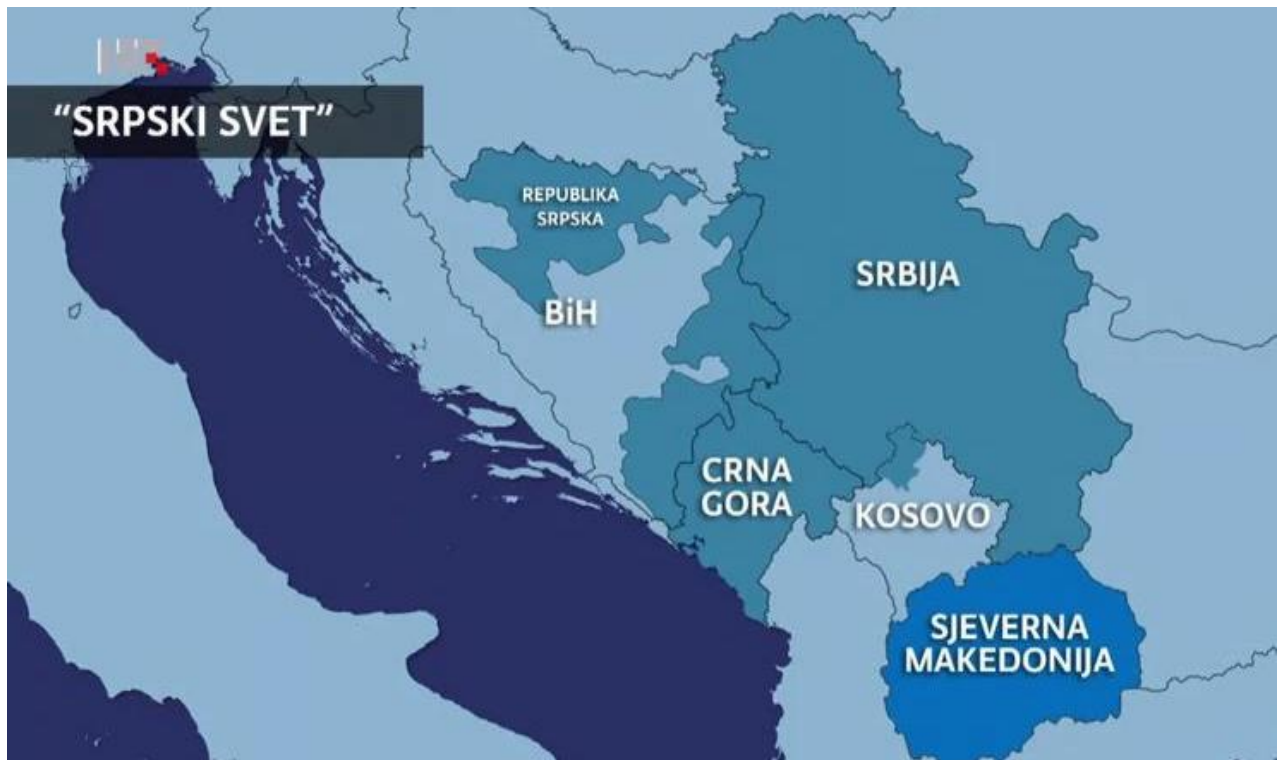 “SRPSKI SVET”
REPUBLIKA
SRPSKA
SRBIJA
BiH
CRNA
GORA
KOSOVO
SJEVERNA
MAKEDONIJA